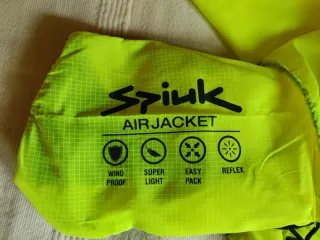 Spiuk
AIRJACKET
WIND PROOF
SUPER LIGHT
EASY PACK
REFLEX